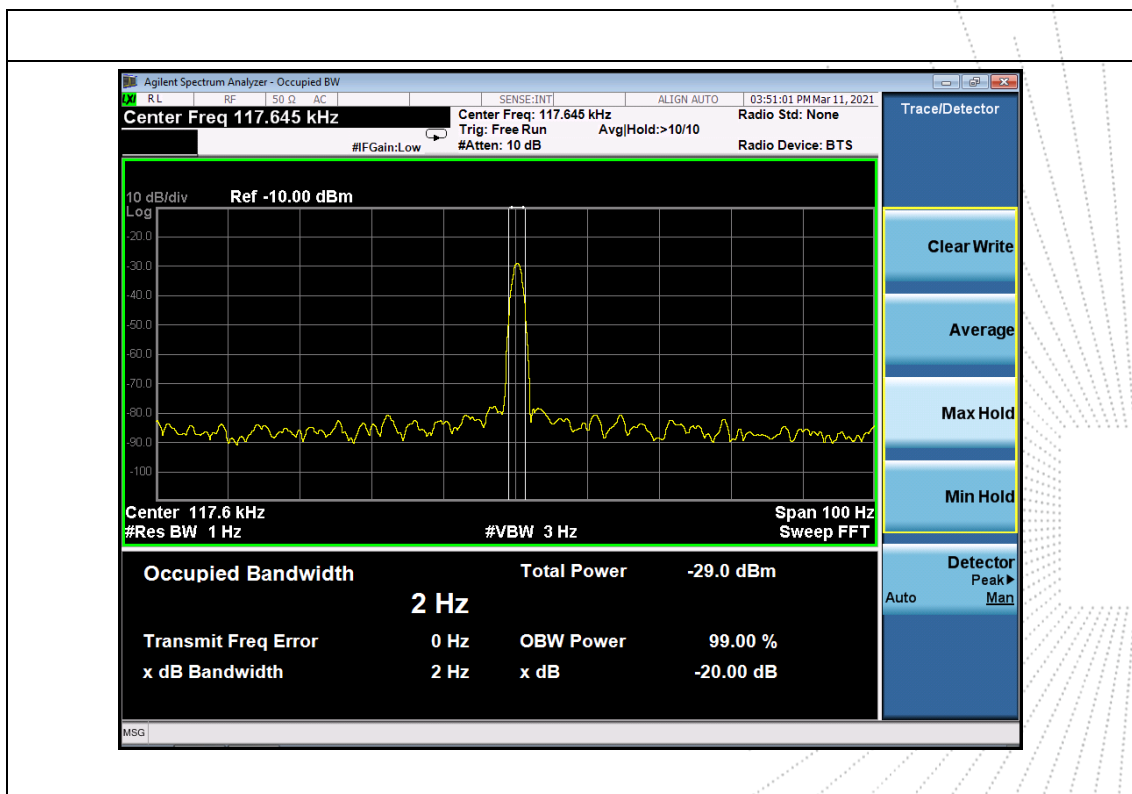 Agilent Spectrum Analyzer - Occupied BW
LXI RL RF 50 Ω AC SENSE:INT ALIGN AUTO 03:51:01 PM Mar 11, 2021
Center Freq 117.645 kHz
Center Freq: 117.645 kHz Radio Std: None
Trig: Free Run Avg|Hold:>10/10
#IFGain:Low #Atten: 10 dB Radio Device: BTS
Trace/Detector
10 dB/div Ref -10.00 dBm
Log
-20.0
-30.0
-40.0
-50.0
-60.0
-70.0
-80.0
-90.0
-100
Center 117.6 kHz Span 100 Hz
#Res BW 1 Hz #VBW 3 Hz Sweep FFT
Occupied Bandwidth Total Power -29.0 dBm
2 Hz
Transmit Freq Error 0 Hz OBW Power 99.00 %
x dB Bandwidth 2 Hz x dB -20.00 dB
Clear Write
Average
Max Hold
Min Hold
Detector
Peak▶
Auto Man
MSG